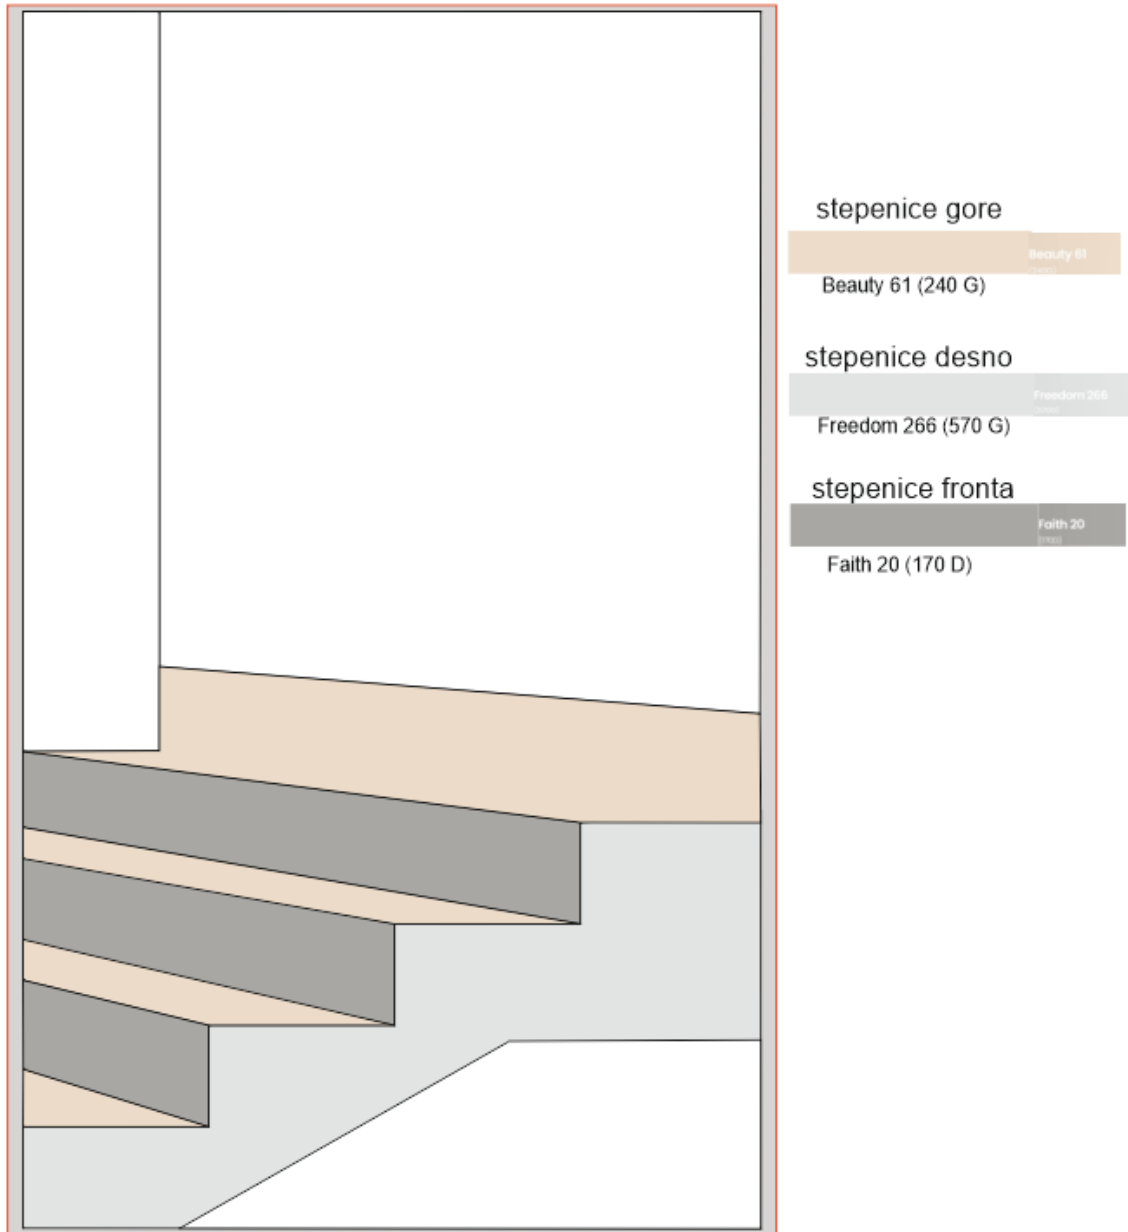 stepenice gore
Beauty 61
Beauty 61 (240 G)
stepenice desno
Freedom 266
Freedom 266 (570 G)
stepenice fronta
Faith 20
Faith 20 (170 D)